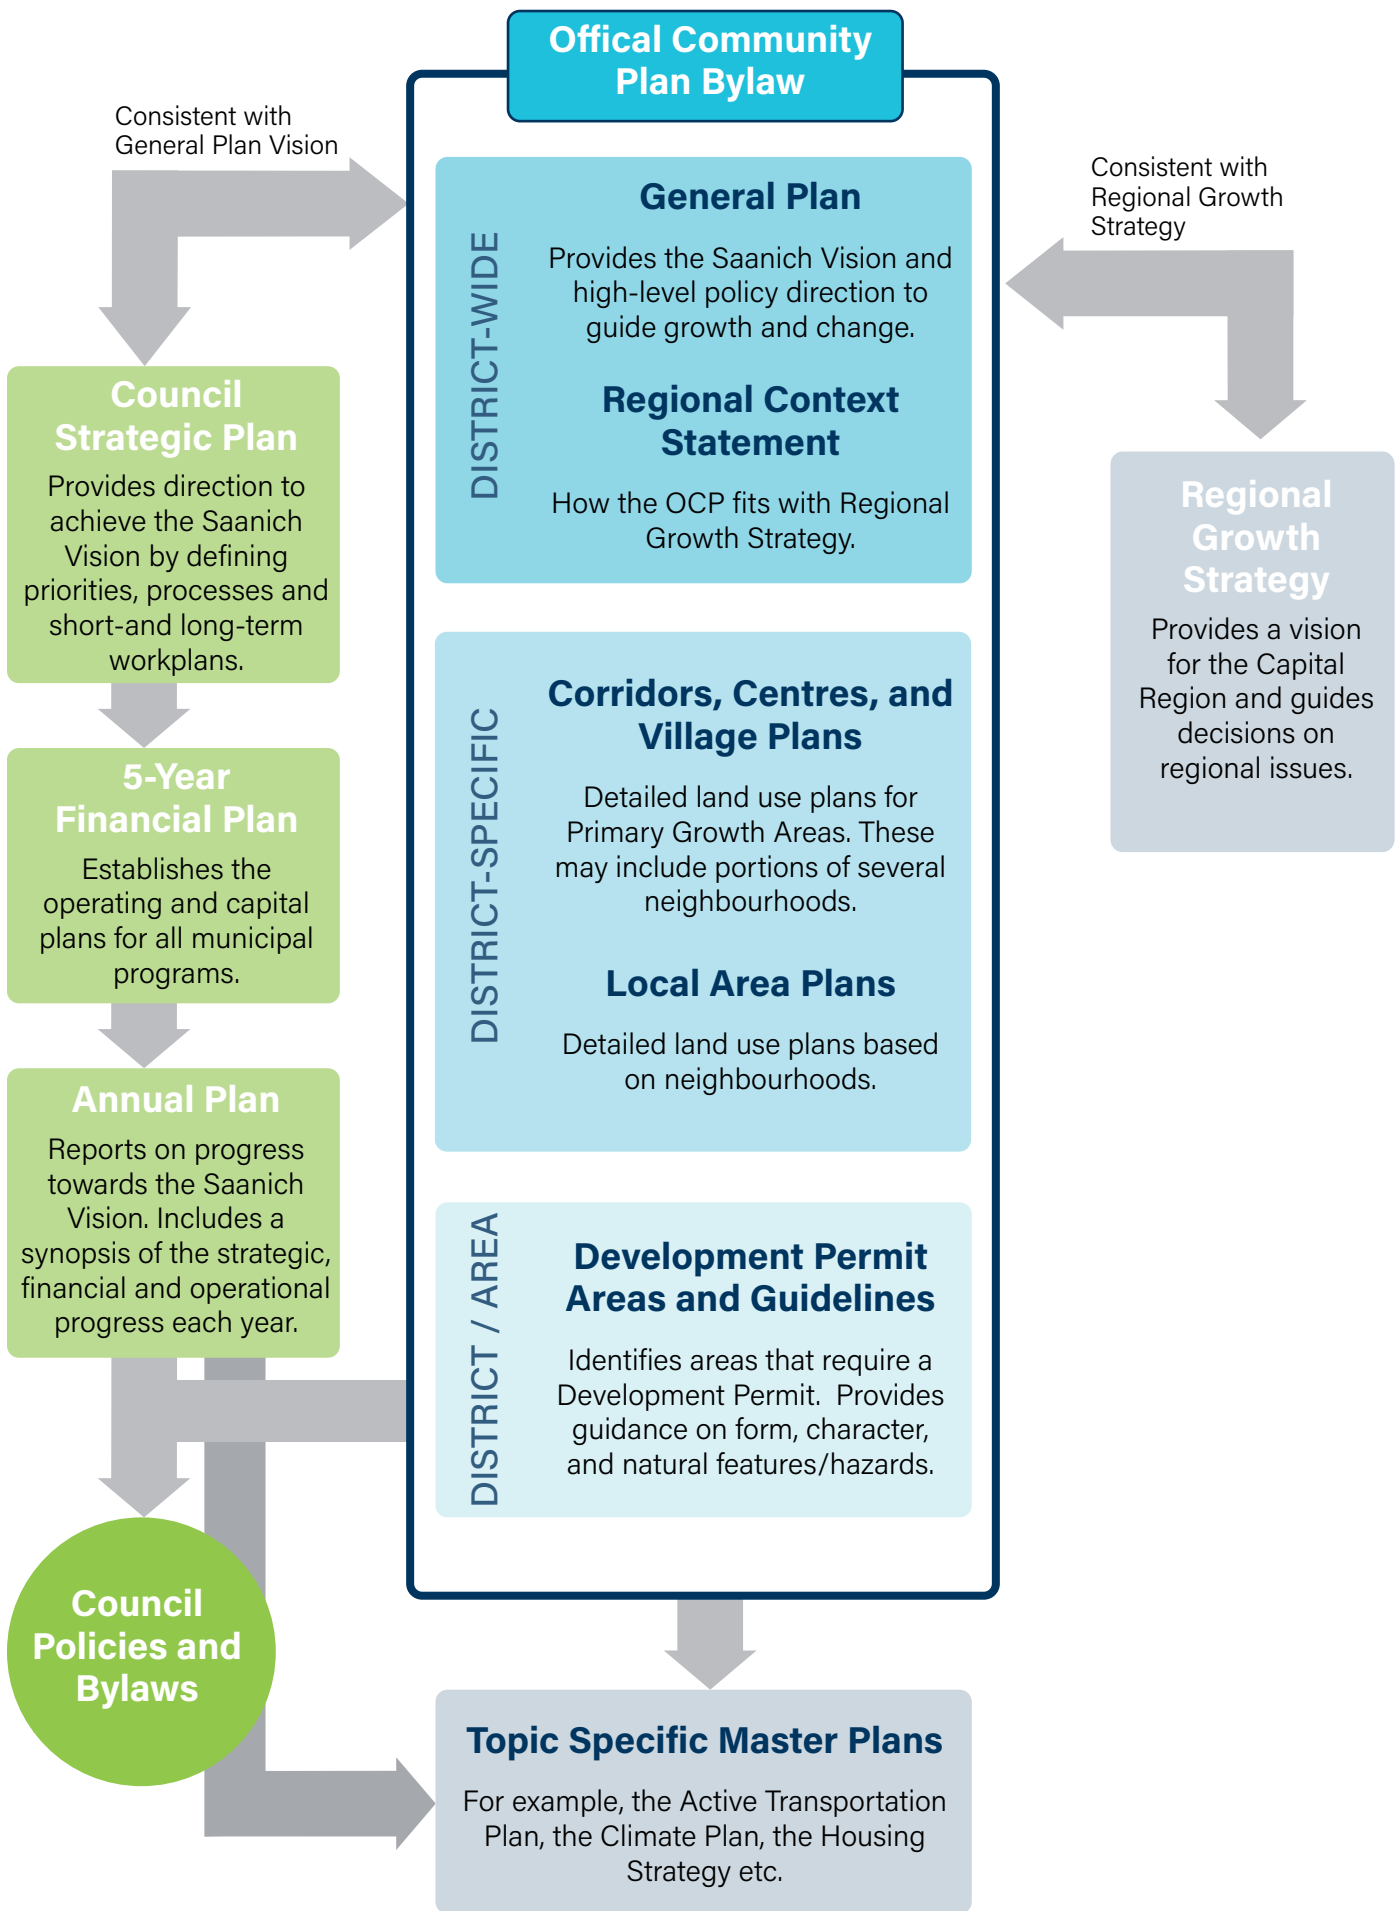 Offical Community
Plan Bylaw
Consistent with
General Plan Vision
Consistent with
Regional Growth
Strategy
DISTRICT-WIDE
General Plan
Provides the Saanich Vision and
high-level policy direction to
guide growth and change.
Regional Context
Statement
How the OCP fits with Regional
Growth Strategy.
Council
Strategic Plan
Provides direction to
achieve the Saanich
Vision by defining
priorities, processes and
short-and long-term
workplans.
Regional
Growth
Strategy
Provides a vision
for the Capital
Region and guides
decisions on
regional issues.
DISTRICT-SPECIFIC
Corridors, Centres, and
Village Plans
Detailed land use plans for
Primary Growth Areas. These
may include portions of several
neighbourhoods.
Local Area Plans
Detailed land use plans based
on neighbourhoods.
5-Year
Financial Plan
Establishes the
operating and capital
plans for all municipal
programs.
Annual Plan
Reports on progress
towards the Saanich
Vision. Includes a
synopsis of the strategic,
financial and operational
progress each year.
DISTRICT / AREA
Development Permit
Areas and Guidelines
Identifies areas that require a
Development Permit.  Provides
guidance on form, character,
and natural features/hazards.
Council
Policies and
Bylaws
Topic Specific Master Plans
For example, the Active Transportation
Plan, the Climate Plan, the Housing
Strategy etc.